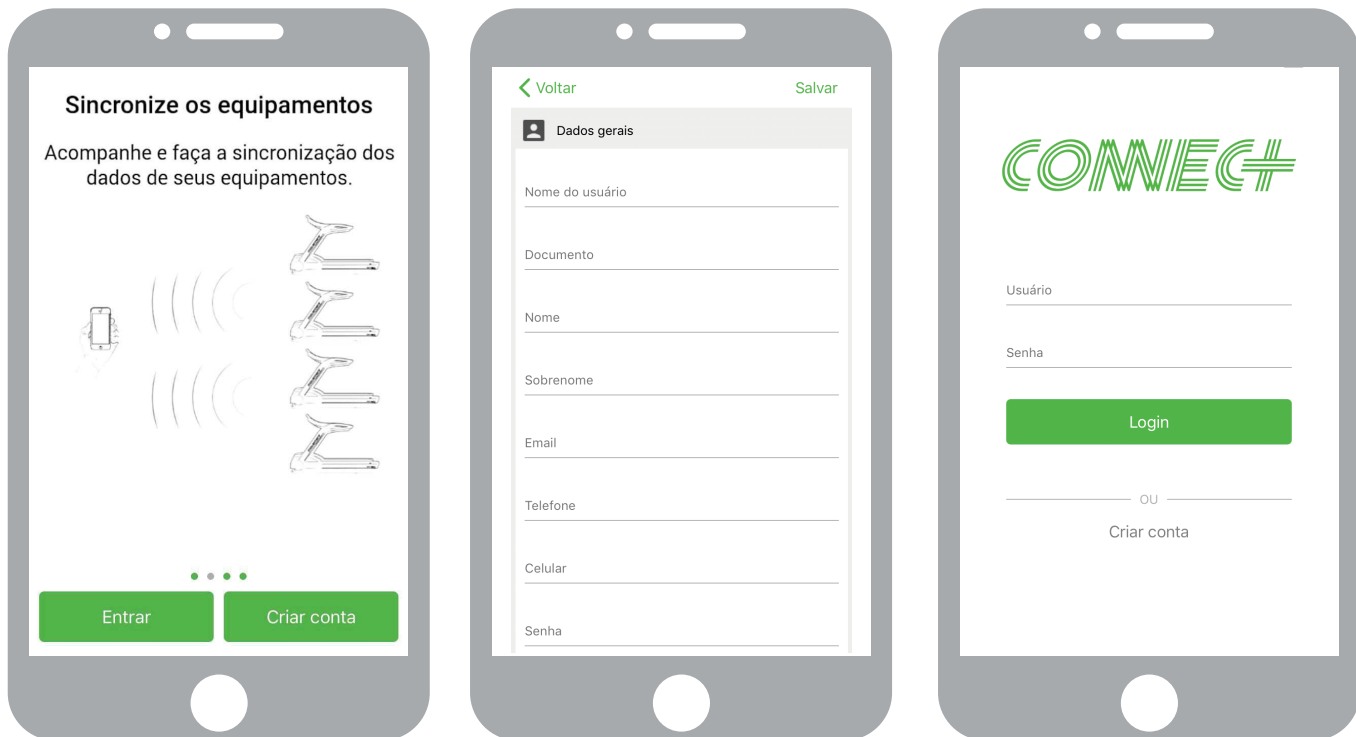 Sincronize os equipamentos
Acompanhe e faça a sincronização dos
dados de seus equipamentos.
Entrar
Criar conta
Voltar
Salvar
Dados gerais
Nome do usuário
Documento
Nome
Sobrenome
Email
Telefone
Celular
Senha
CONNEC+
Usuário
Senha
Login
OU
Criar conta